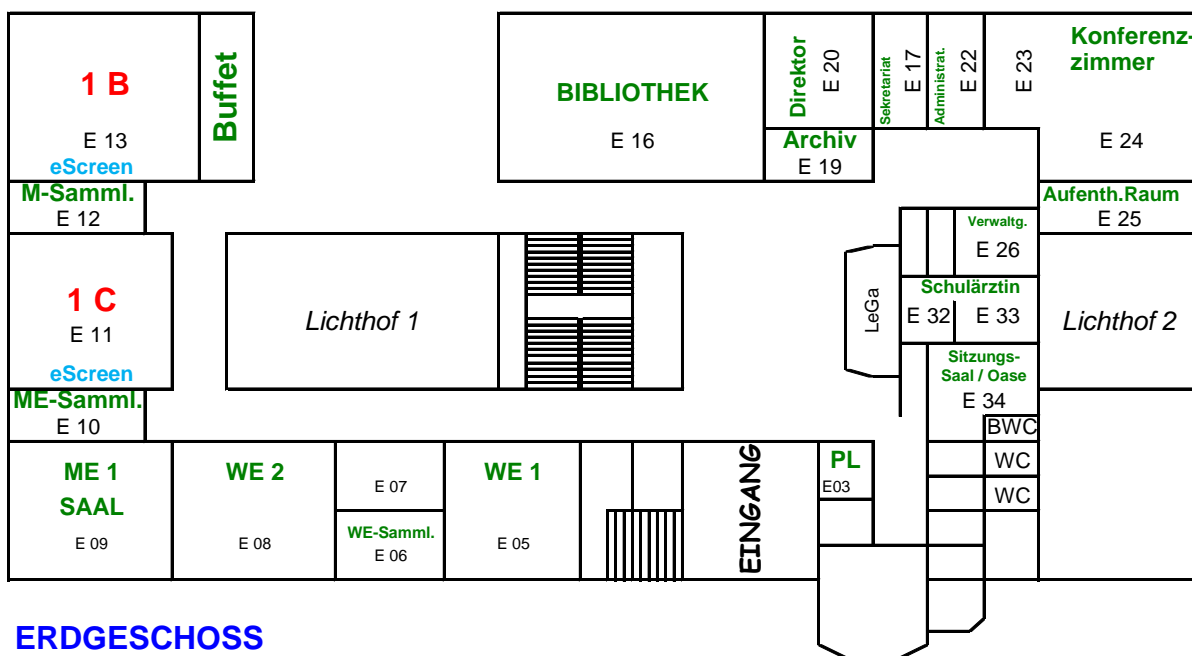 1 B
E 13
eScreen
Buffet
BIBLIOTHEK
E 16
Direktor
E 20
Archiv
E 19
Sekretariat
E 17
Administrat.
E 22
E 23
Konferenz-
zimmer
E 24
M-Samml.
E 12
Aufenth.Raum
E 25
Verwaltg.
E 26
1 C
E 11
eScreen
Lichthof 1
LeGa
Schulärztin
E 32
E 33
Lichthof 2
Sitzungs-
Saal / Oase
E 34
ME-Samml.
E 10
BWC
WC
WC
ME 1
SAAL
E 09
WE 2
E 08
E 07
WE-Samml.
E 06
WE 1
E 05
EINGANG
PL
E03
ERDGESCHOSS